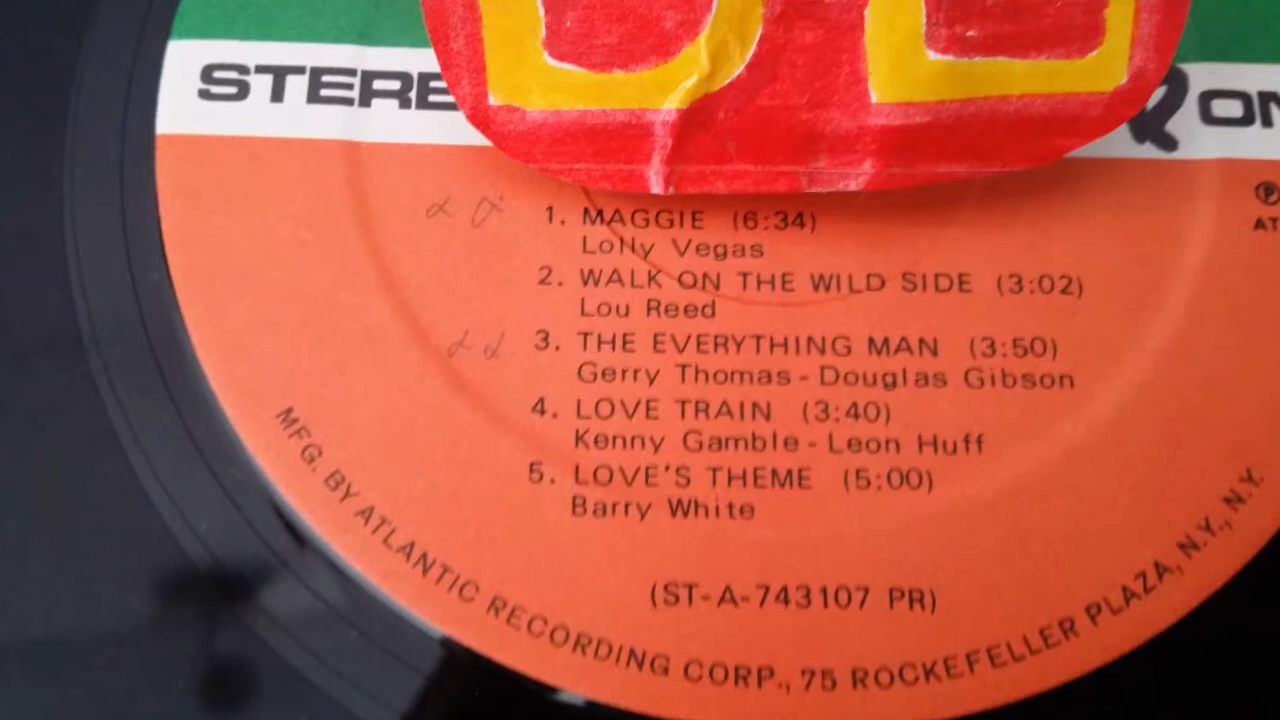 STERE
ON
℗
AT
1. MAGGIE (6:34)
Lolly Vegas
2. WALK ON THE WILD SIDE (3:02)
Lou Reed
3. THE EVERYTHING MAN (3:50)
Gerry Thomas - Douglas Gibson
4. LOVE TRAIN (3:40)
Kenny Gamble - Leon Huff
5. LOVE'S THEME (5:00)
Barry White
(ST-A-743107 PR)
MFG. BY ATLANTIC RECORDING CORP., 75 ROCKEFELLER PLAZA, N.Y., N.Y.